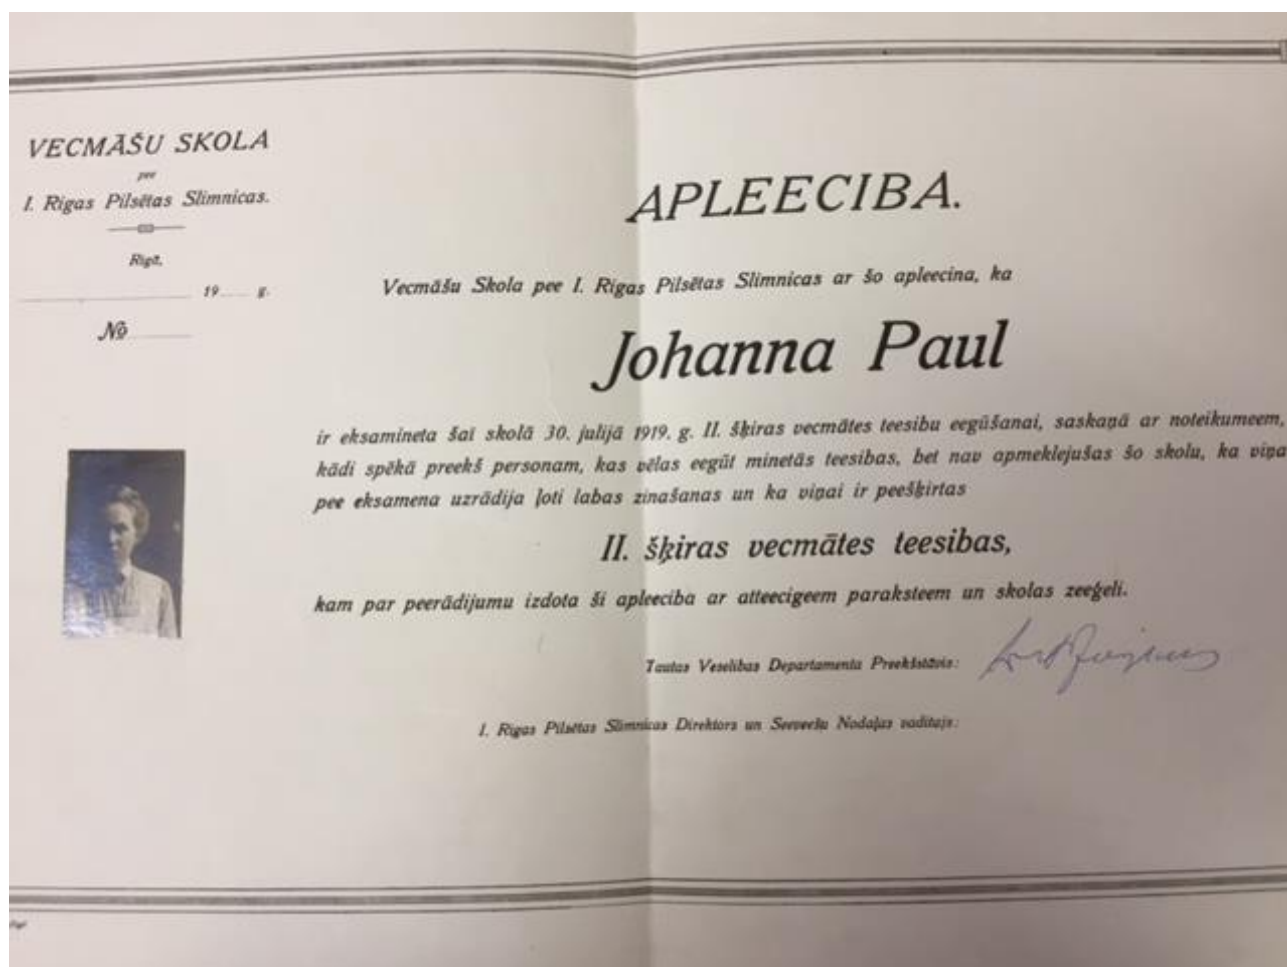 VECMĀŠU SKOLA
pee
I. Rigas Pilsētas Slimnicas.
Rigā,
19 g.
No
APLEECIBA.
Vecmāšu Skola pee I. Rigas Pilsētas Slimnicas ar šo apleecina, ka
Johanna Paul
ir eksamineta šai skolā 30. julijā 1919. g. II. šķiras vecmātes teesibu eegūšanai, saskaņā ar noteikumeem,
kādi spēkā preekš personam, kas vēlas eegūt minetās teesibas, bet nav apmeklejušas šo skolu, ka viņa
pee eksamena uzrādija ļoti labas zinašanas un ka viņai ir peešķirtas
II. šķiras vecmātes teesibas,
kam par peerādijumu izdota ši apleeciba ar atteecigeem paraksteem un skolas zeeģeli.
Tautas Veselibas Departamenta Preekšstāvis:
I. Rigas Pilsētas Slimnicas Direktors un Seeveešu Nodaļas vaditajs: